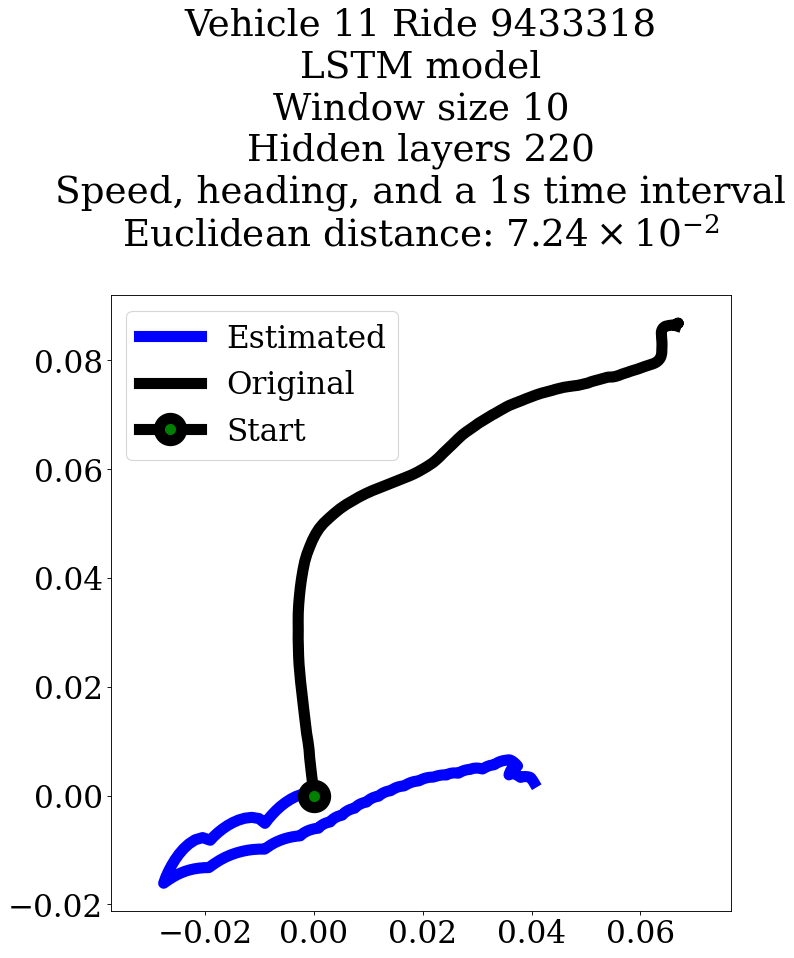 Vehicle 11 Ride 9433318
LSTM model
Window size 10
Hidden layers 220
Speed, heading, and a 1s time interval
Euclidean distance: 7.24 × 10⁻²
Estimated
Original
Start
0.08
0.06
0.04
0.02
0.00
−0.02
−0.02 0.00 0.02 0.04 0.06